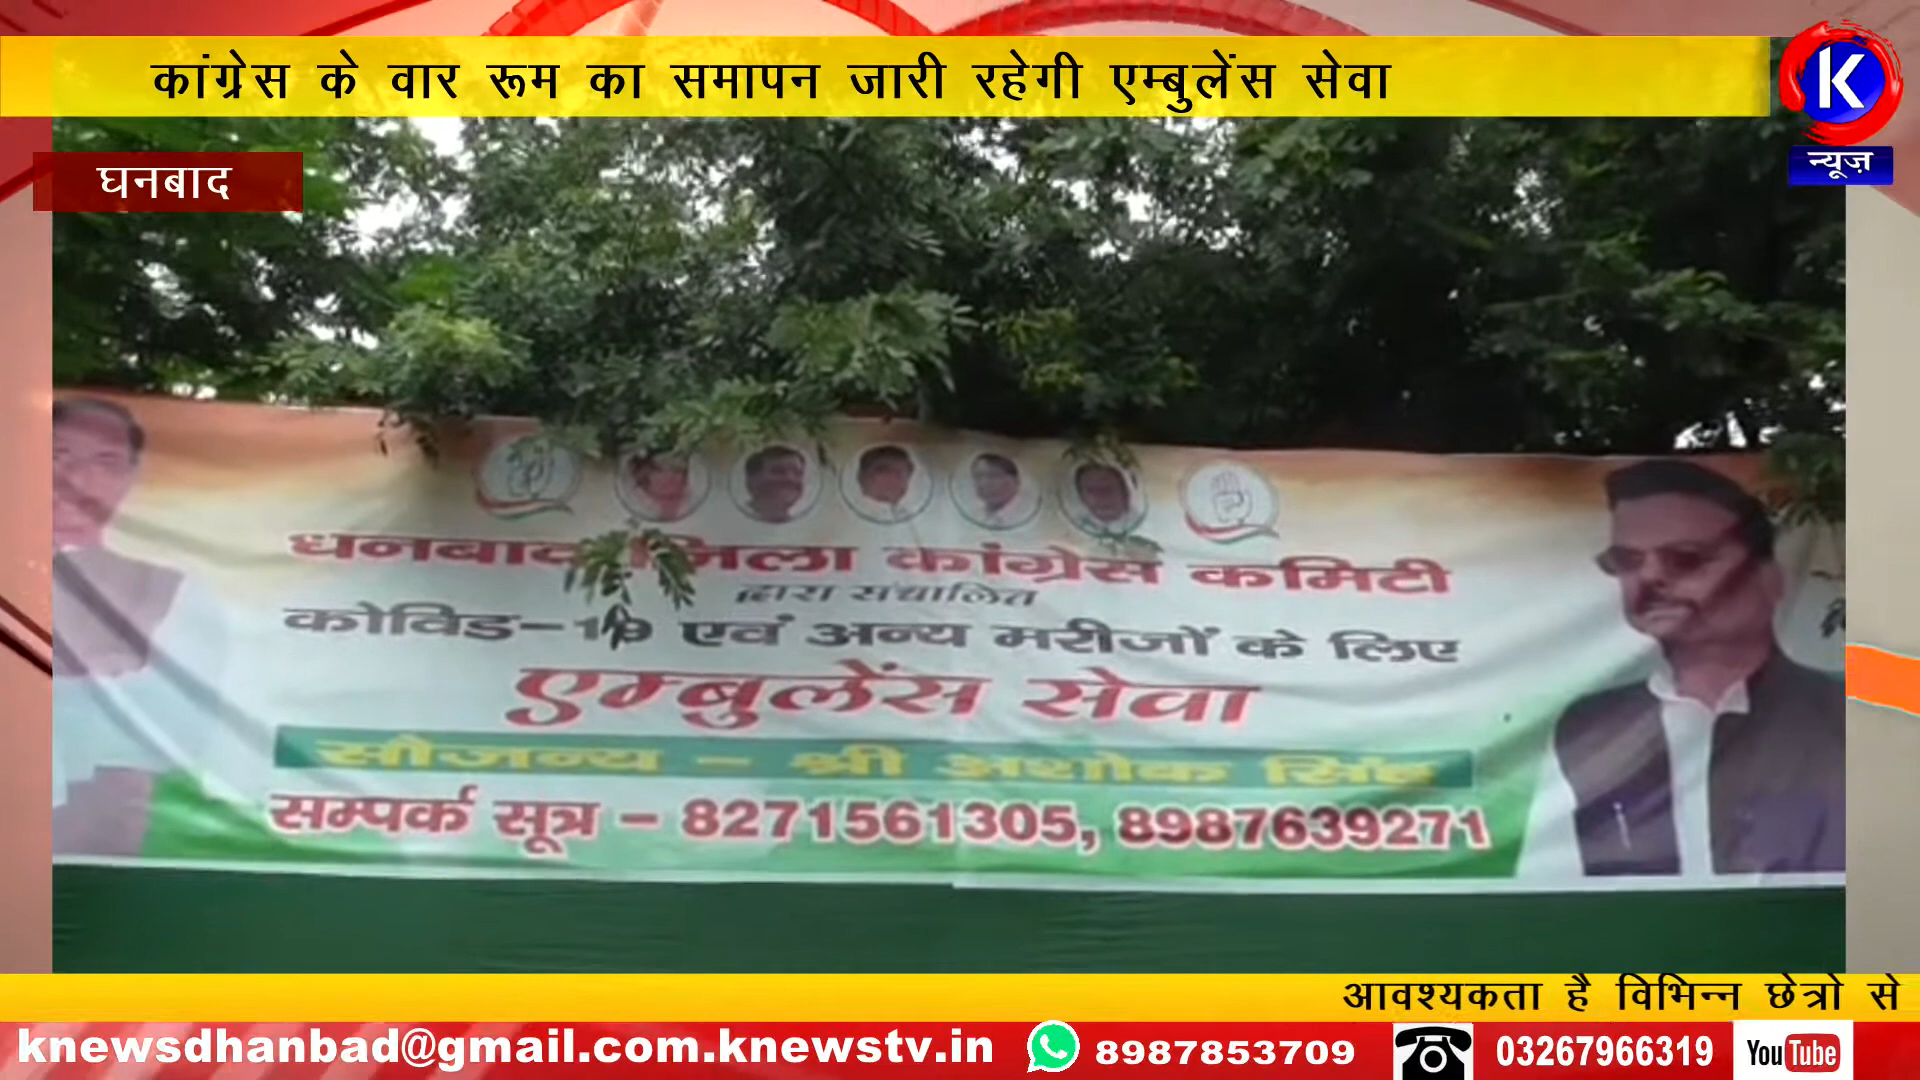 कांग्रेस के वार रूम का समापन जारी रहेगी एम्बुलेंस सेवा
K
न्यूज़
घनबाद
धनबाद जिला कांग्रेस कमिटी
द्वारा संचालित
कोविड-19 एवं अन्य मरीजों के लिए
एम्बुलेंस सेवा
सौजन्य - श्री अशोक सिंह
सम्पर्क सूत्र - 8271561305, 8987639271
आवश्यकता है विभिन्न छेत्रो से
knewsdhanbad@gmail.com.knewstv.in 8987853709 03267966319 YouTube